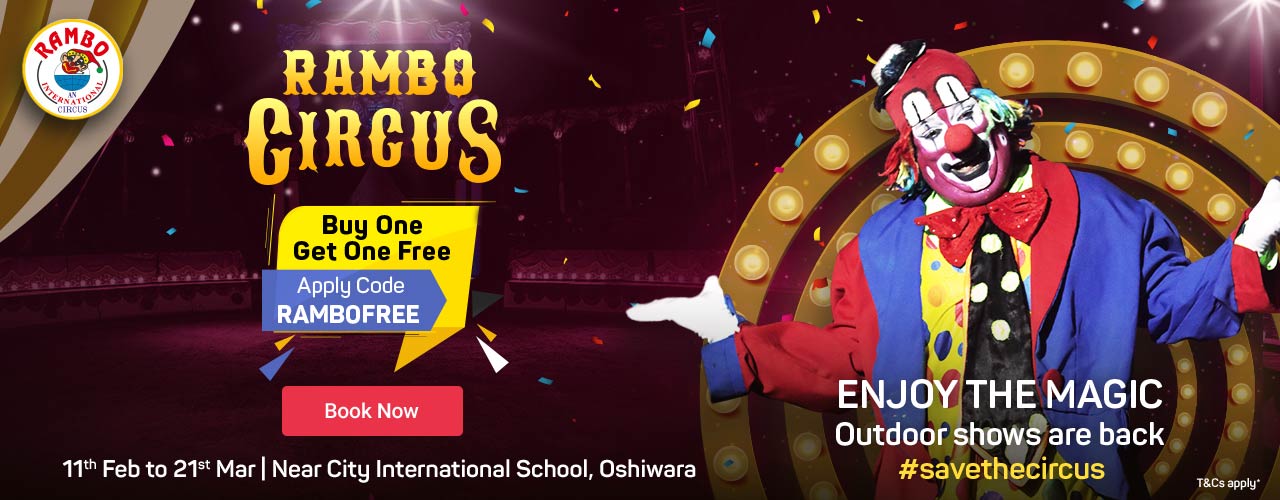 RAMBO
AN
INTERNATIONAL
CIRCUS
RAMBO
CIRCUS
Buy One
Get One Free
Apply Code
RAMBOFREE
Book Now
11th Feb to 21st Mar | Near City International School, Oshiwara
ENJOY THE MAGIC
Outdoor shows are back
#savethecircus
T&Cs apply*